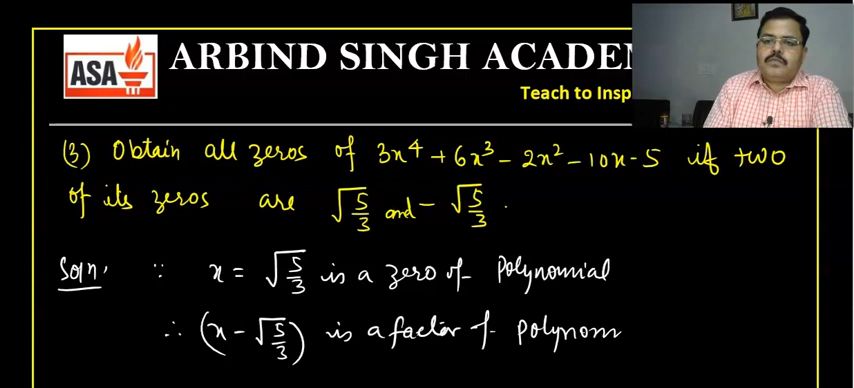 ASA
ARBIND SINGH ACADEM
Teach to Insp
(3) Obtain all zeros of 3x⁴ + 6x³ - 2x² - 10x - 5 if two
of its zeros are √5/3 and - √5/3 .
Soln. ∵ x = √5/3 is a zero of polynomial
∴ (x - √5/3) is a factor of polynom